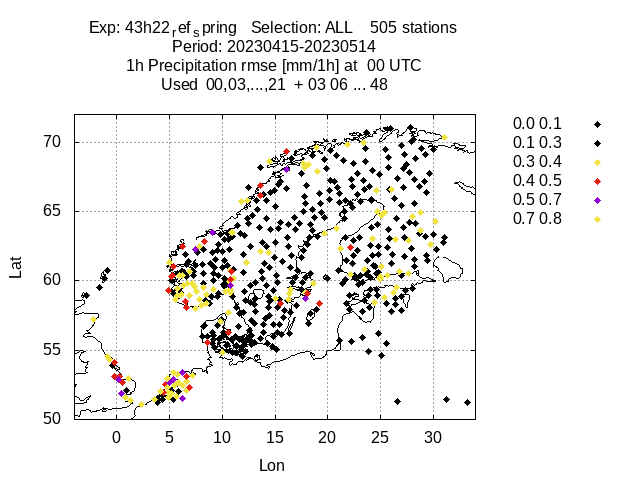 Exp: 43h22refspring   Selection: ALL    505 stations
Period: 20230415-20230514
1h Precipitation rmse [mm/1h] at  00 UTC
Used  00,03,...,21  + 03 06 ... 48
70
65
60
55
50
Lat
0 5 10 15 20 25 30
Lon
0.0 0.1
0.1 0.3
0.3 0.4
0.4 0.5
0.5 0.7
0.7 0.8